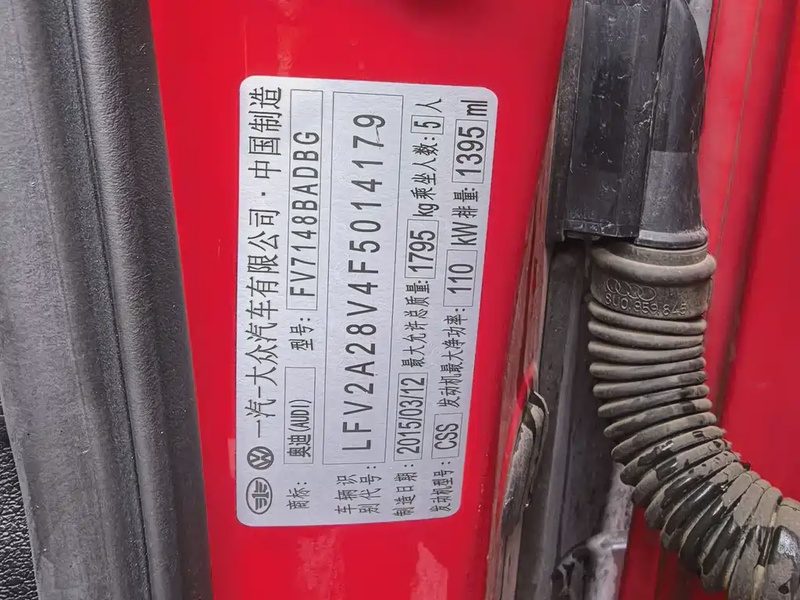 一汽-大众汽车有限公司·中国制造
商标: 奥迪(AUDI) 型号: FV7148BADBG
车辆识别代号: LFV2A28V4F5014179
制造日期: 2015/03/12 最大允许总质量: 1795 kg 乘坐人数: 5 人
发动机型号: CSS 发动机最大净功率: 110 kW 排量: 1395 ml
8U0.959.649